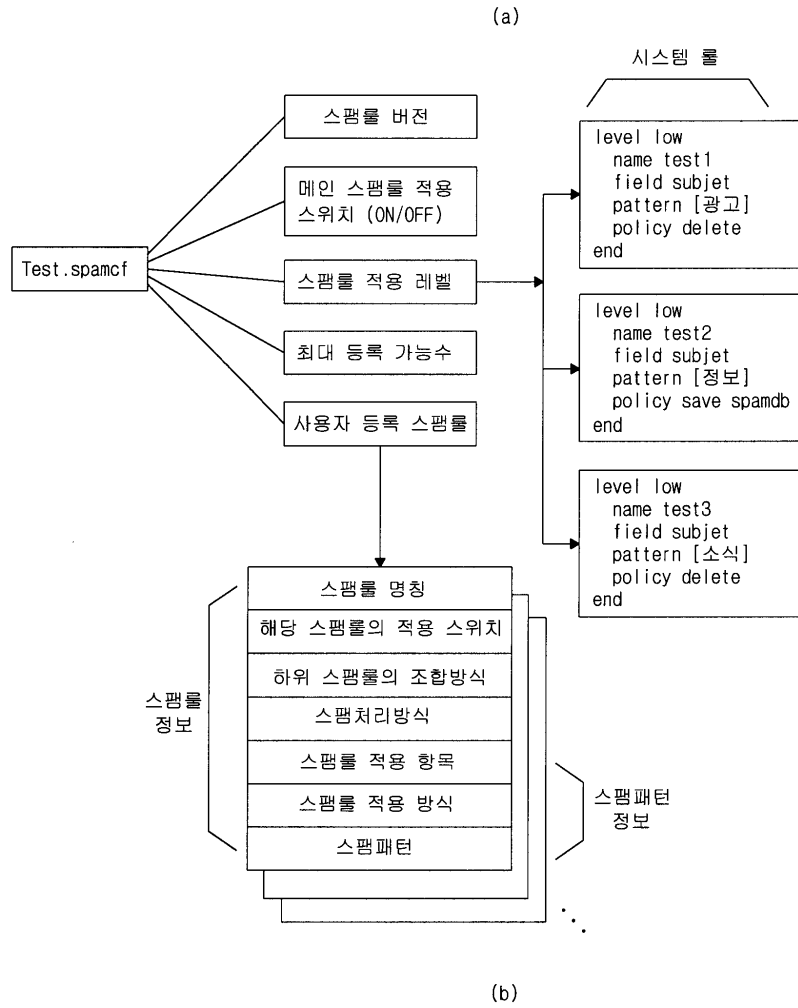 (a)
시스템 룰
스팸룰 버전
메인 스팸룰 적용
스위치 (ON/OFF)
Test.spamcf
스팸룰 적용 레벨
최대 등록 가능수
사용자 등록 스팸룰
level low
name test1
field subjet
pattern [광고]
policy delete
end
level low
name test2
field subjet
pattern [정보]
policy save spamdb
end
level low
name test3
field subjet
pattern [소식]
policy delete
end
스팸룰
정보
스팸룰 명칭
해당 스팸룰의 적용 스위치
하위 스팸룰의 조합방식
스팸처리방식
스팸룰 적용 항목
스팸룰 적용 방식
스팸패턴
스팸패턴
정보
(b)